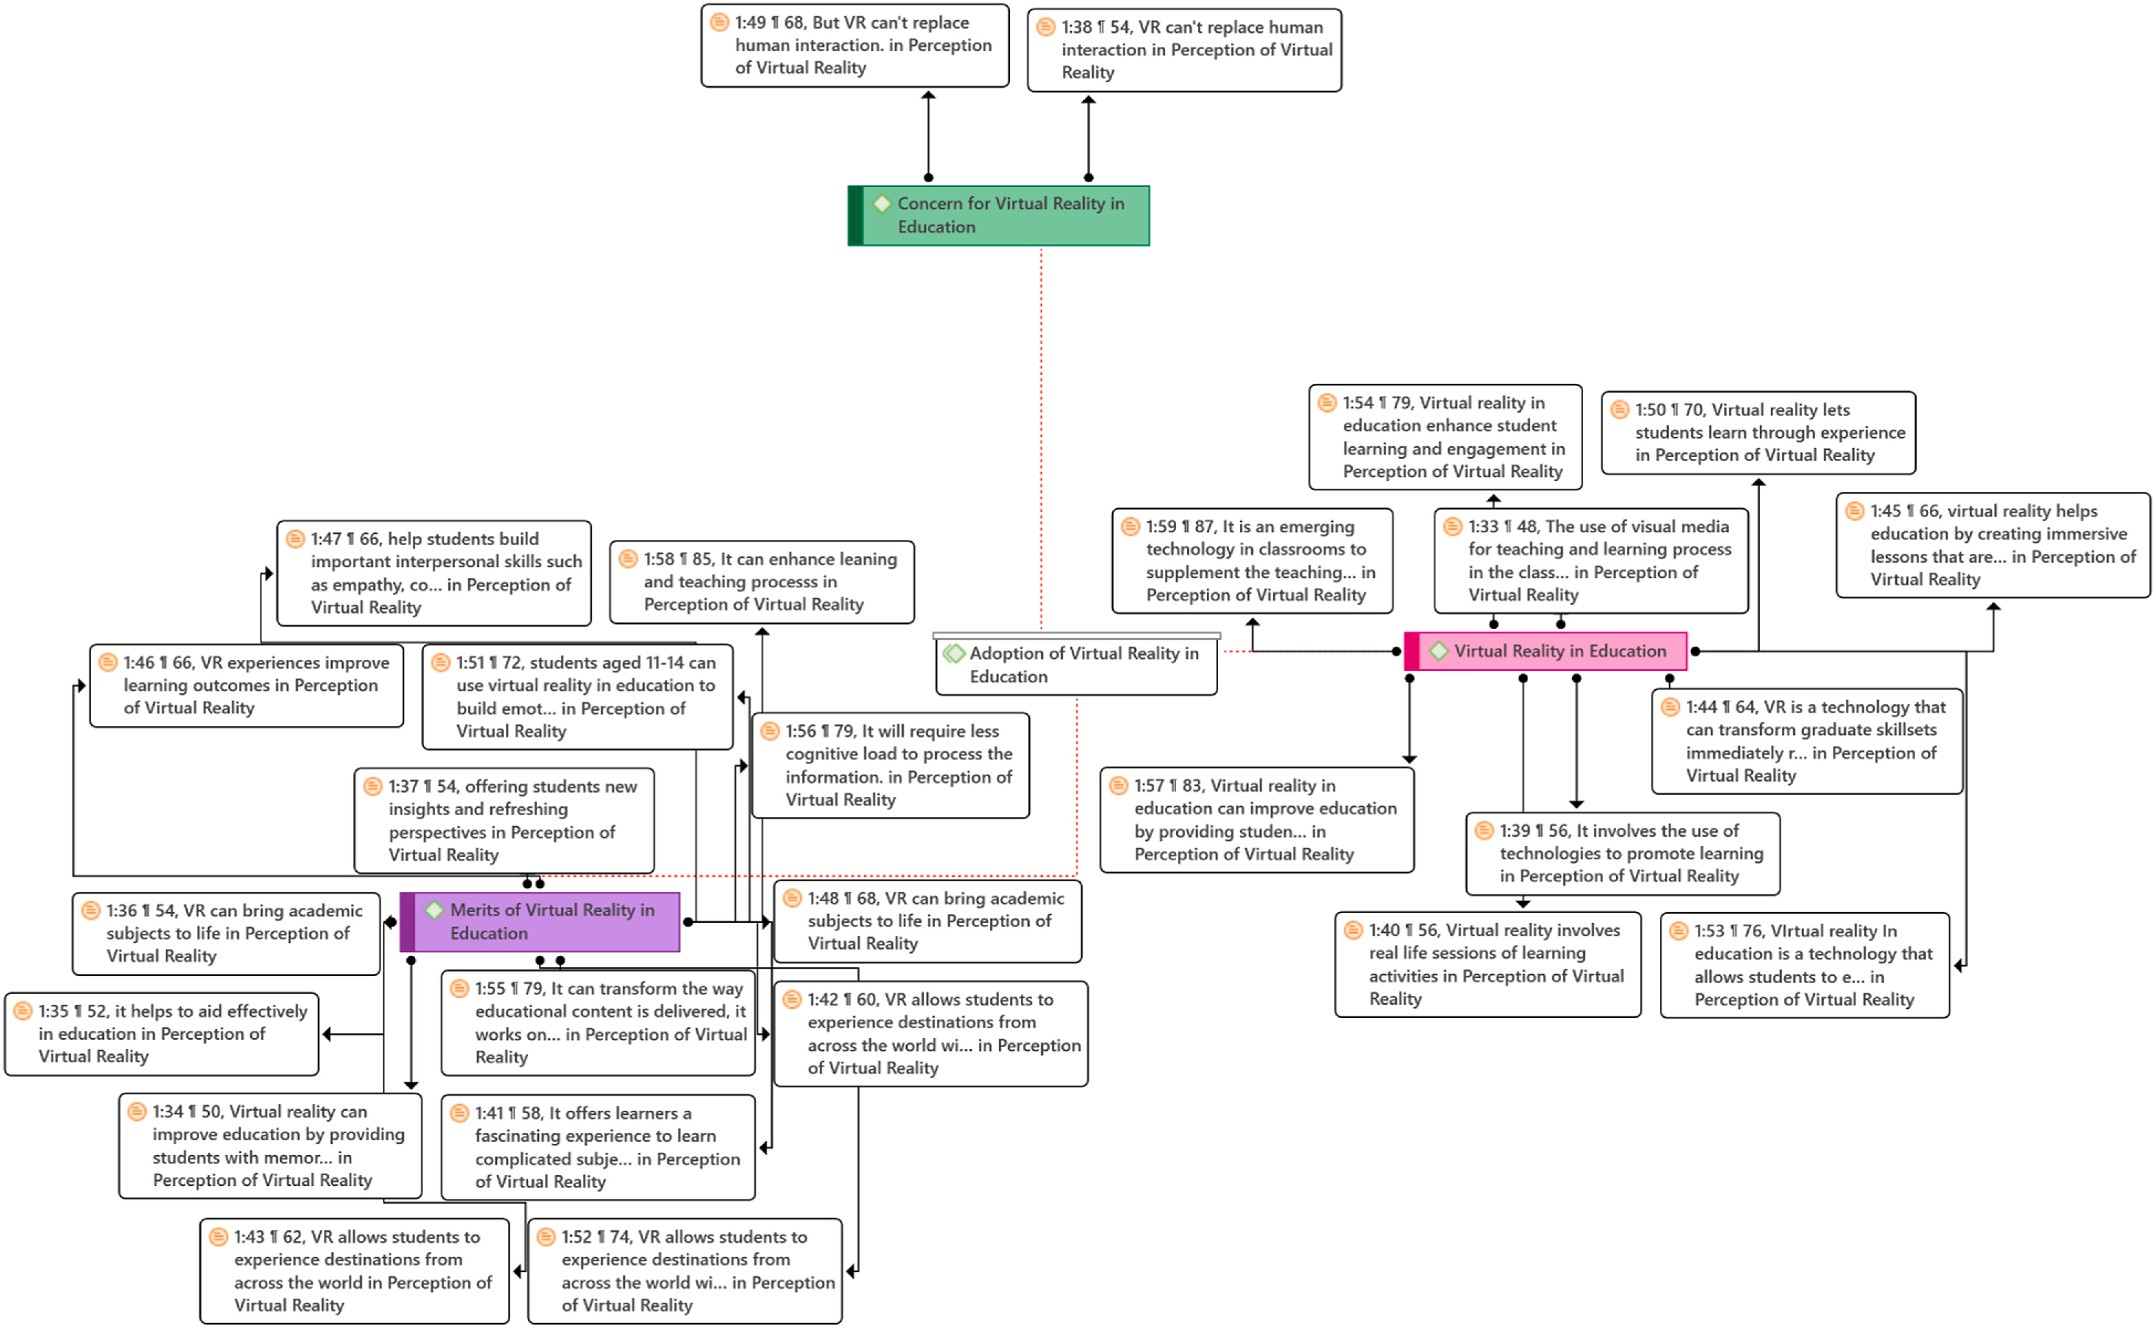 1:49 ¶ 68, But VR can't replace
human interaction. in Perception
of Virtual Reality
1:38 ¶ 54, VR can't replace human
interaction in Perception of Virtual
Reality
Concern for Virtual Reality in
Education
1:54 ¶ 79, Virtual reality in
education enhance student
learning and engagement in
Perception of Virtual Reality
1:50 ¶ 70, Virtual reality lets
students learn through experience
in Perception of Virtual Reality
1:45 ¶ 66, virtual reality helps
education by creating immersive
lessons that are... in Perception of
Virtual Reality
1:59 ¶ 87, It is an emerging
technology in classrooms to
supplement the teaching... in
Perception of Virtual Reality
1:33 ¶ 48, The use of visual media
for teaching and learning process
in the class... in Perception of
Virtual Reality
1:47 ¶ 66, help students build
important interpersonal skills such
as empathy, co... in Perception of
Virtual Reality
1:58 ¶ 85, It can enhance leaning
and teaching processs in
Perception of Virtual Reality
1:46 ¶ 66, VR experiences improve
learning outcomes in Perception
of Virtual Reality
1:51 ¶ 72, students aged 11-14 can
use virtual reality in education to
build emot... in Perception of
Virtual Reality
Adoption of Virtual Reality in
Education
Virtual Reality in Education
1:56 ¶ 79, It will require less
cognitive load to process the
information. in Perception of
Virtual Reality
1:44 ¶ 64, VR is a technology that
can transform graduate skillsets
immediately r... in Perception of
Virtual Reality
1:37 ¶ 54, offering students new
insights and refreshing
perspectives in Perception of
Virtual Reality
1:57 ¶ 83, Virtual reality in
education can improve education
by providing studen... in
Perception of Virtual Reality
1:39 ¶ 56, It involves the use of
technologies to promote learning
in Perception of Virtual Reality
1:36 ¶ 54, VR can bring academic
subjects to life in Perception of
Virtual Reality
Merits of Virtual Reality in
Education
1:48 ¶ 68, VR can bring academic
subjects to life in Perception of
Virtual Reality
1:40 ¶ 56, Virtual reality involves
real life sessions of learning
activities in Perception of Virtual
Reality
1:53 ¶ 76, VIrtual reality In
education is a technology that
allows students to e... in
Perception of Virtual Reality
1:35 ¶ 52, it helps to aid effectively
in education in Perception of
Virtual Reality
1:55 ¶ 79, It can transform the way
educational content is delivered, it
works on... in Perception of Virtual
Reality
1:42 ¶ 60, VR allows students to
experience destinations from
across the world wi... in Perception
of Virtual Reality
1:34 ¶ 50, Virtual reality can
improve education by providing
students with memor... in
Perception of Virtual Reality
1:41 ¶ 58, It offers learners a
fascinating experience to learn
complicated subje... in Perception
of Virtual Reality
1:43 ¶ 62, VR allows students to
experience destinations from
across the world in Perception of
Virtual Reality
1:52 ¶ 74, VR allows students to
experience destinations from
across the world wi... in Perception
of Virtual Reality